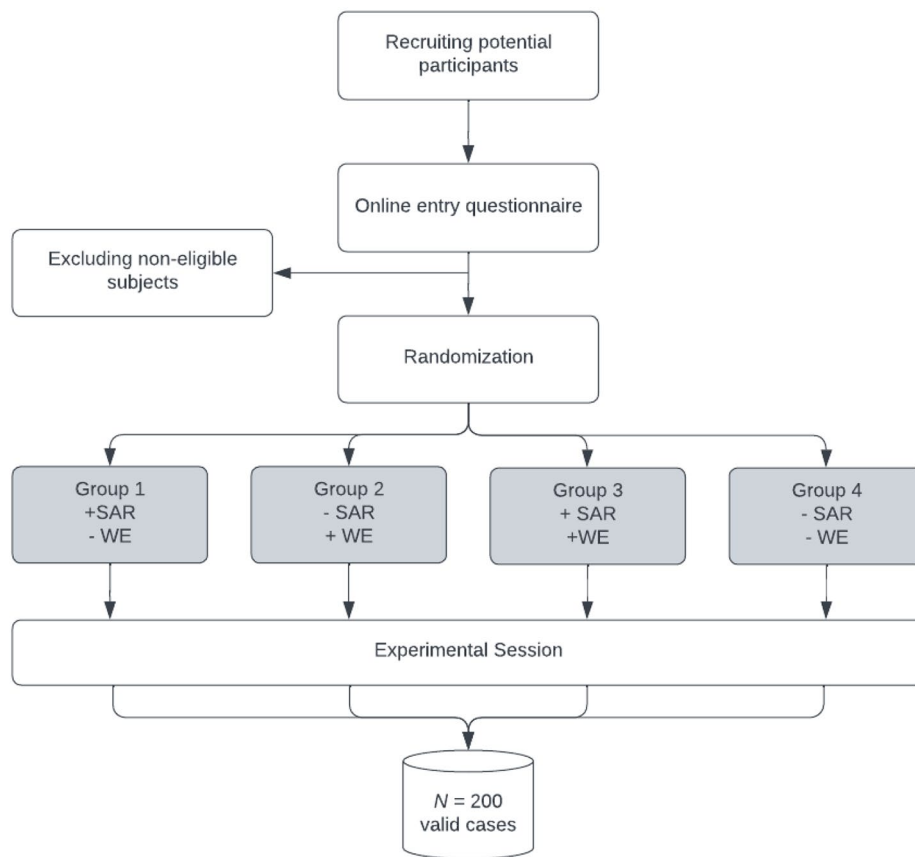 Recruiting potential
participants
Online entry questionnaire
Excluding non-eligible
subjects
Randomization
Group 1
+SAR
- WE
Group 2
- SAR
+ WE
Group 3
+ SAR
+WE
Group 4
- SAR
- WE
Experimental Session
N = 200
valid cases